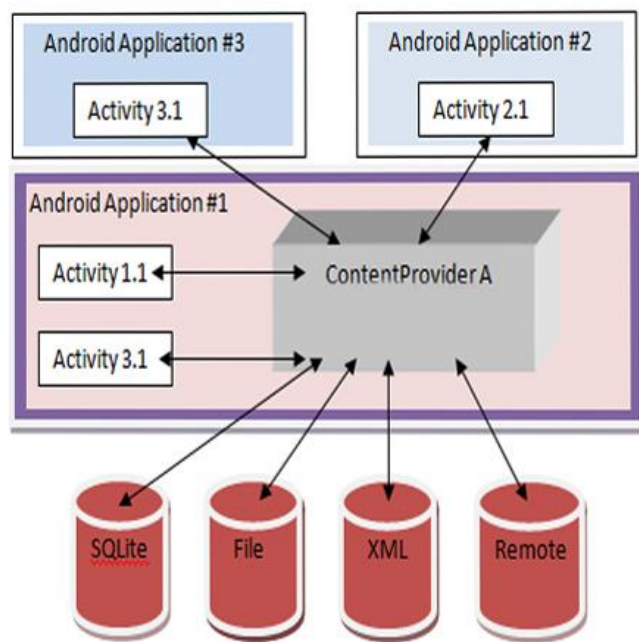 Android Application #3
Android Application #2
Activity 3.1
Activity 2.1
Android Application #1
Activity 1.1
ContentProvider A
Activity 3.1
SQLite
File
XML
Remote